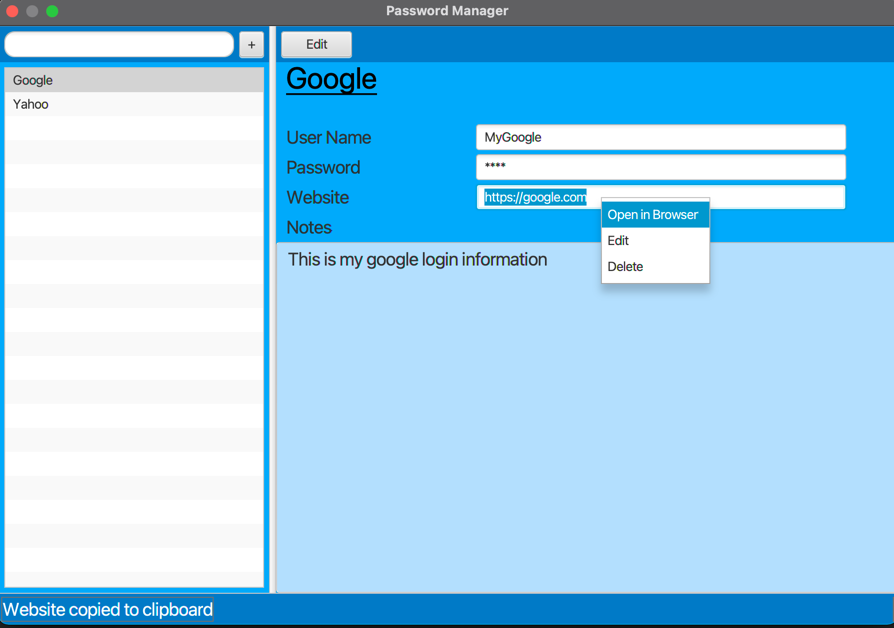 Password Manager
+
Edit
Google
Yahoo
Google
User Name
MyGoogle
Password
****
Website
https://google.com
Open in Browser
Edit
Delete
Notes
This is my google login information
Website copied to clipboard